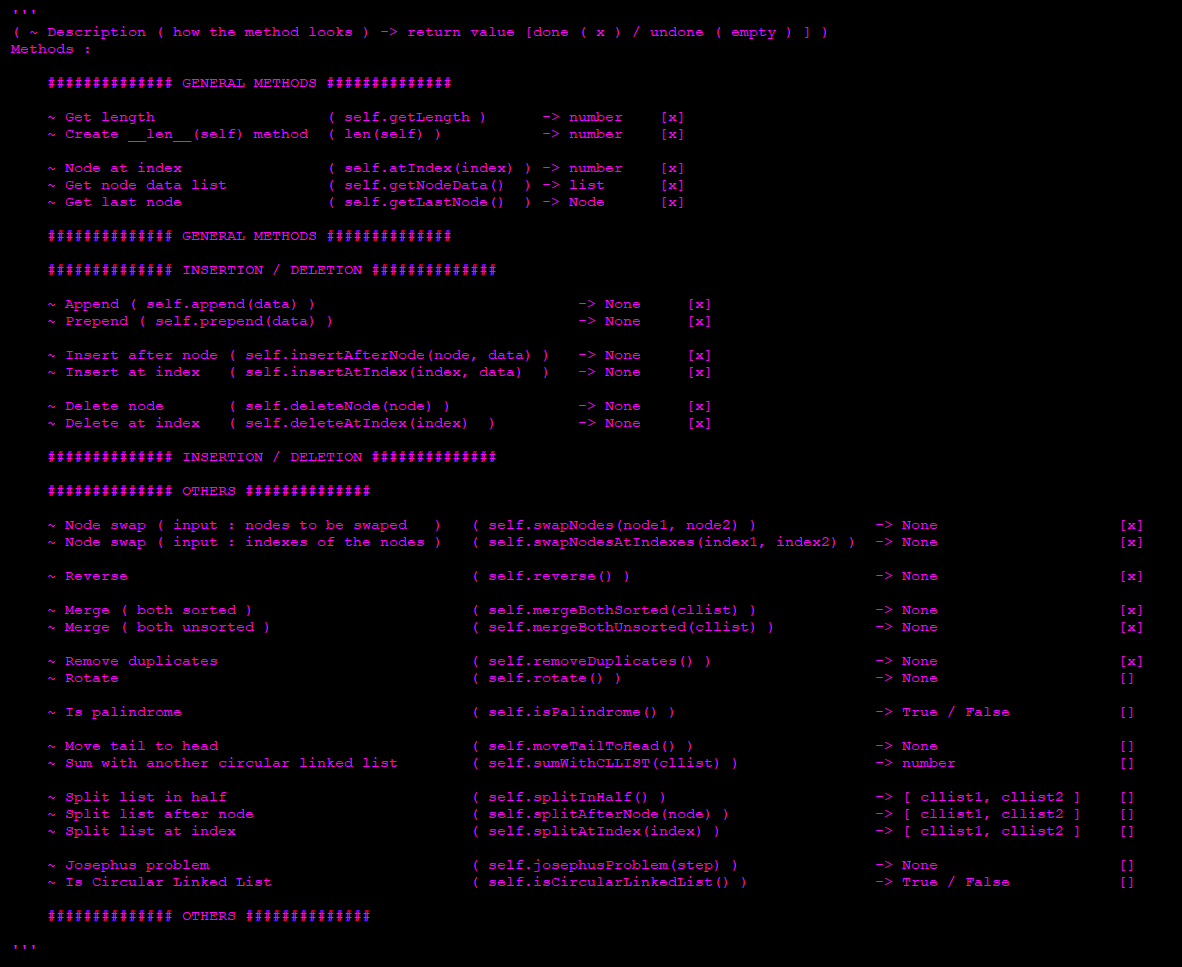 '''
( ~ Description ( how the method looks ) -> return value [done ( x ) / undone ( empty ) ] )
Methods :
############## GENERAL METHODS ##############
~ Get length ( self.getLength ) -> number [x]
~ Create __len__(self) method ( len(self) ) -> number [x]
~ Node at index ( self.atIndex(index) ) -> number [x]
~ Get node data list ( self.getNodeData() ) -> list [x]
~ Get last node ( self.getLastNode() ) -> Node [x]
############## GENERAL METHODS ##############
############## INSERTION / DELETION ##############
~ Append ( self.append(data) ) -> None [x]
~ Prepend ( self.prepend(data) ) -> None [x]
~ Insert after node ( self.insertAfterNode(node, data) ) -> None [x]
~ Insert at index ( self.insertAtIndex(index, data) ) -> None [x]
~ Delete node ( self.deleteNode(node) ) -> None [x]
~ Delete at index ( self.deleteAtIndex(index) ) -> None [x]
############## INSERTION / DELETION ##############
############## OTHERS ##############
~ Node swap ( input : nodes to be swaped ) ( self.swapNodes(node1, node2) ) -> None [x]
~ Node swap ( input : indexes of the nodes ) ( self.swapNodesAtIndexes(index1, index2) ) -> None [x]
~ Reverse ( self.reverse() ) -> None [x]
~ Merge ( both sorted ) ( self.mergeBothSorted(cllist) ) -> None [x]
~ Merge ( both unsorted ) ( self.mergeBothUnsorted(cllist) ) -> None [x]
~ Remove duplicates ( self.removeDuplicates() ) -> None [x]
~ Rotate ( self.rotate() ) -> None []
~ Is palindrome ( self.isPalindrome() ) -> True / False []
~ Move tail to head ( self.moveTailToHead() ) -> None []
~ Sum with another circular linked list ( self.sumWithCLLIST(cllist) ) -> number []
~ Split list in half ( self.splitInHalf() ) -> [ cllist1, cllist2 ] []
~ Split list after node ( self.splitAfterNode(node) ) -> [ cllist1, cllist2 ] []
~ Split list at index ( self.splitAtIndex(index) ) -> [ cllist1, cllist2 ] []
~ Josephus problem ( self.josephusProblem(step) ) -> None []
~ Is Circular Linked List ( self.isCircularLinkedList() ) -> True / False []
############## OTHERS ##############
'''